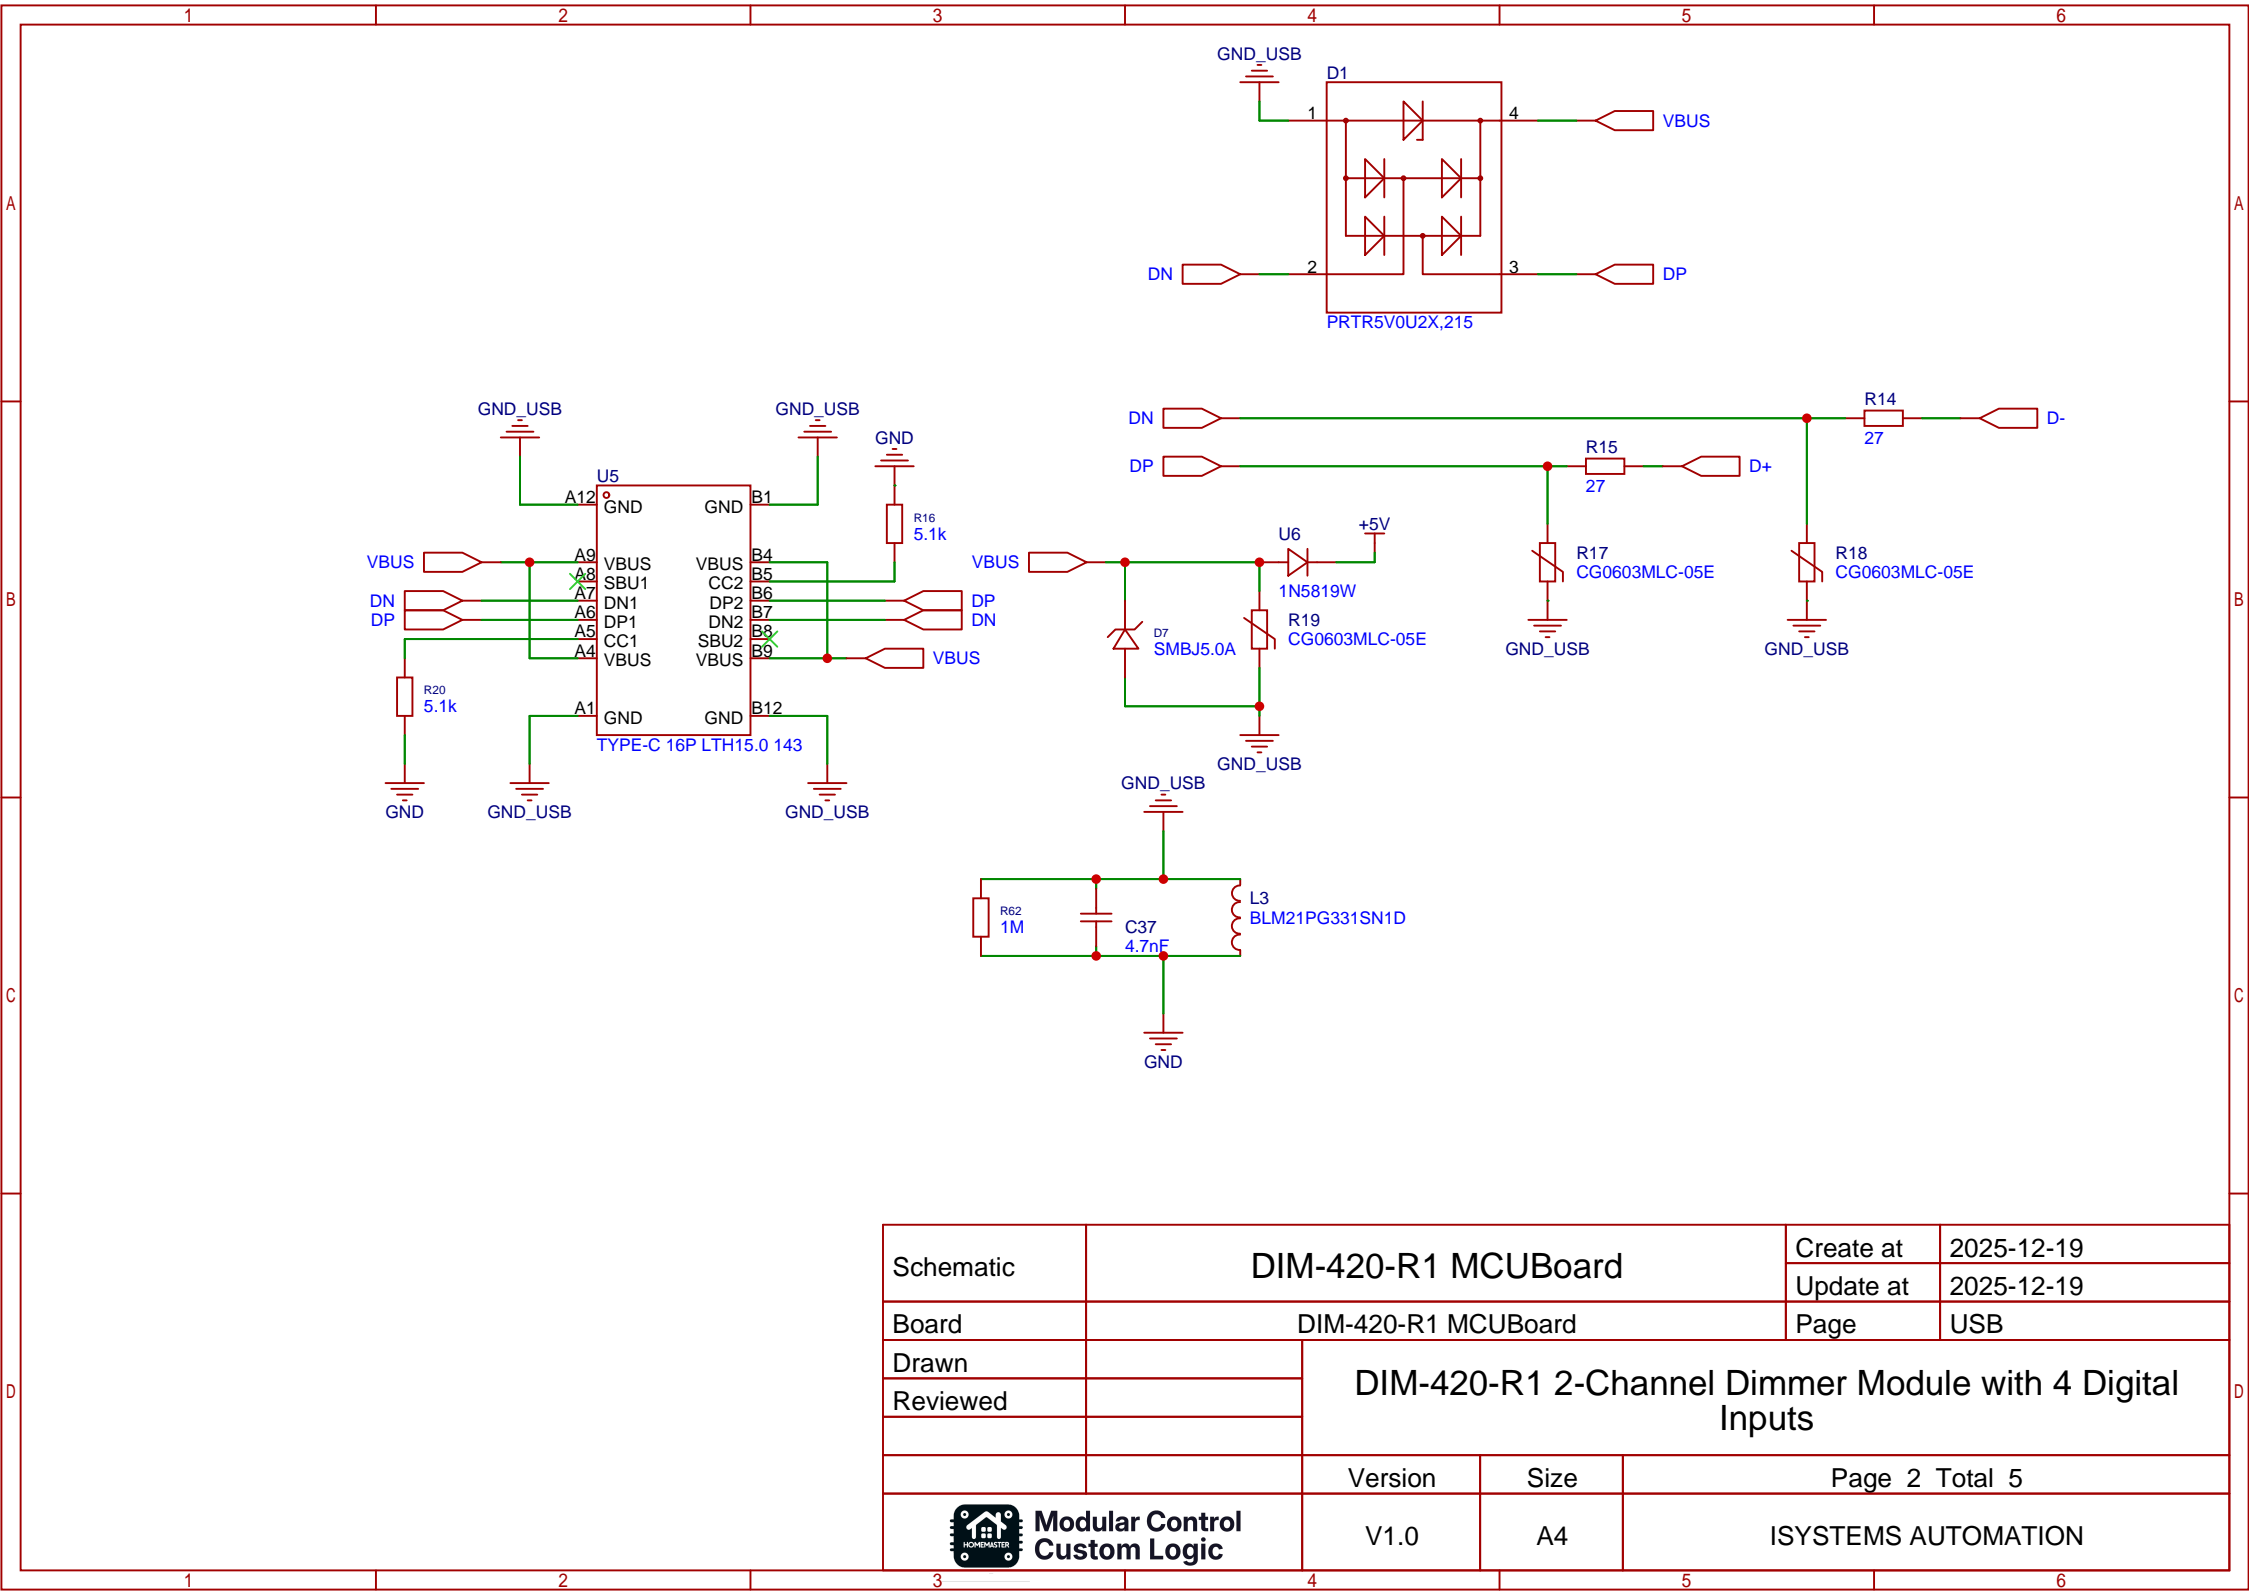 1 2 3 4 5 6
GND_USB
D1
1 4 VBUS
A A
DN 2 3 DP
PRTR5V0U2X,215
GND_USB GND_USB
GND
DN R14 D-
27
DP R15 D+
27
U5
A12 GND GND B1
R16
5.1k
VBUS A9 VBUS VBUS B4
A8 SBU1 CC2 B5
DN A7 DN1 DP2 B6 DP
DP A6 DP1 DN2 B7 DN
A5 CC1 SBU2 B8
A4 VBUS VBUS B9 VBUS
R20
5.1k
A1 GND GND B12
TYPE-C 16P LTH15.0 143
GND GND_USB GND_USB
VBUS U6 +5V
1N5819W
D7
SMBJ5.0A
R19
CG0603MLC-05E
GND_USB
R17
CG0603MLC-05E
GND_USB
R18
CG0603MLC-05E
GND_USB
B B
GND_USB
R62
1M
C37
4.7nF
L3
BLM21PG331SN1D
GND
C C
Schematic DIM-420-R1 MCUBoard Create at 2025-12-19
Update at 2025-12-19
Board DIM-420-R1 MCUBoard Page USB
Drawn
Reviewed
DIM-420-R1 2-Channel Dimmer Module with 4 Digital
Inputs
D D
Version Size Page 2 Total 5
HOMEMASTER
Modular Control
Custom Logic
V1.0 A4 ISYSTEMS AUTOMATION
1 2 3 4 5 6